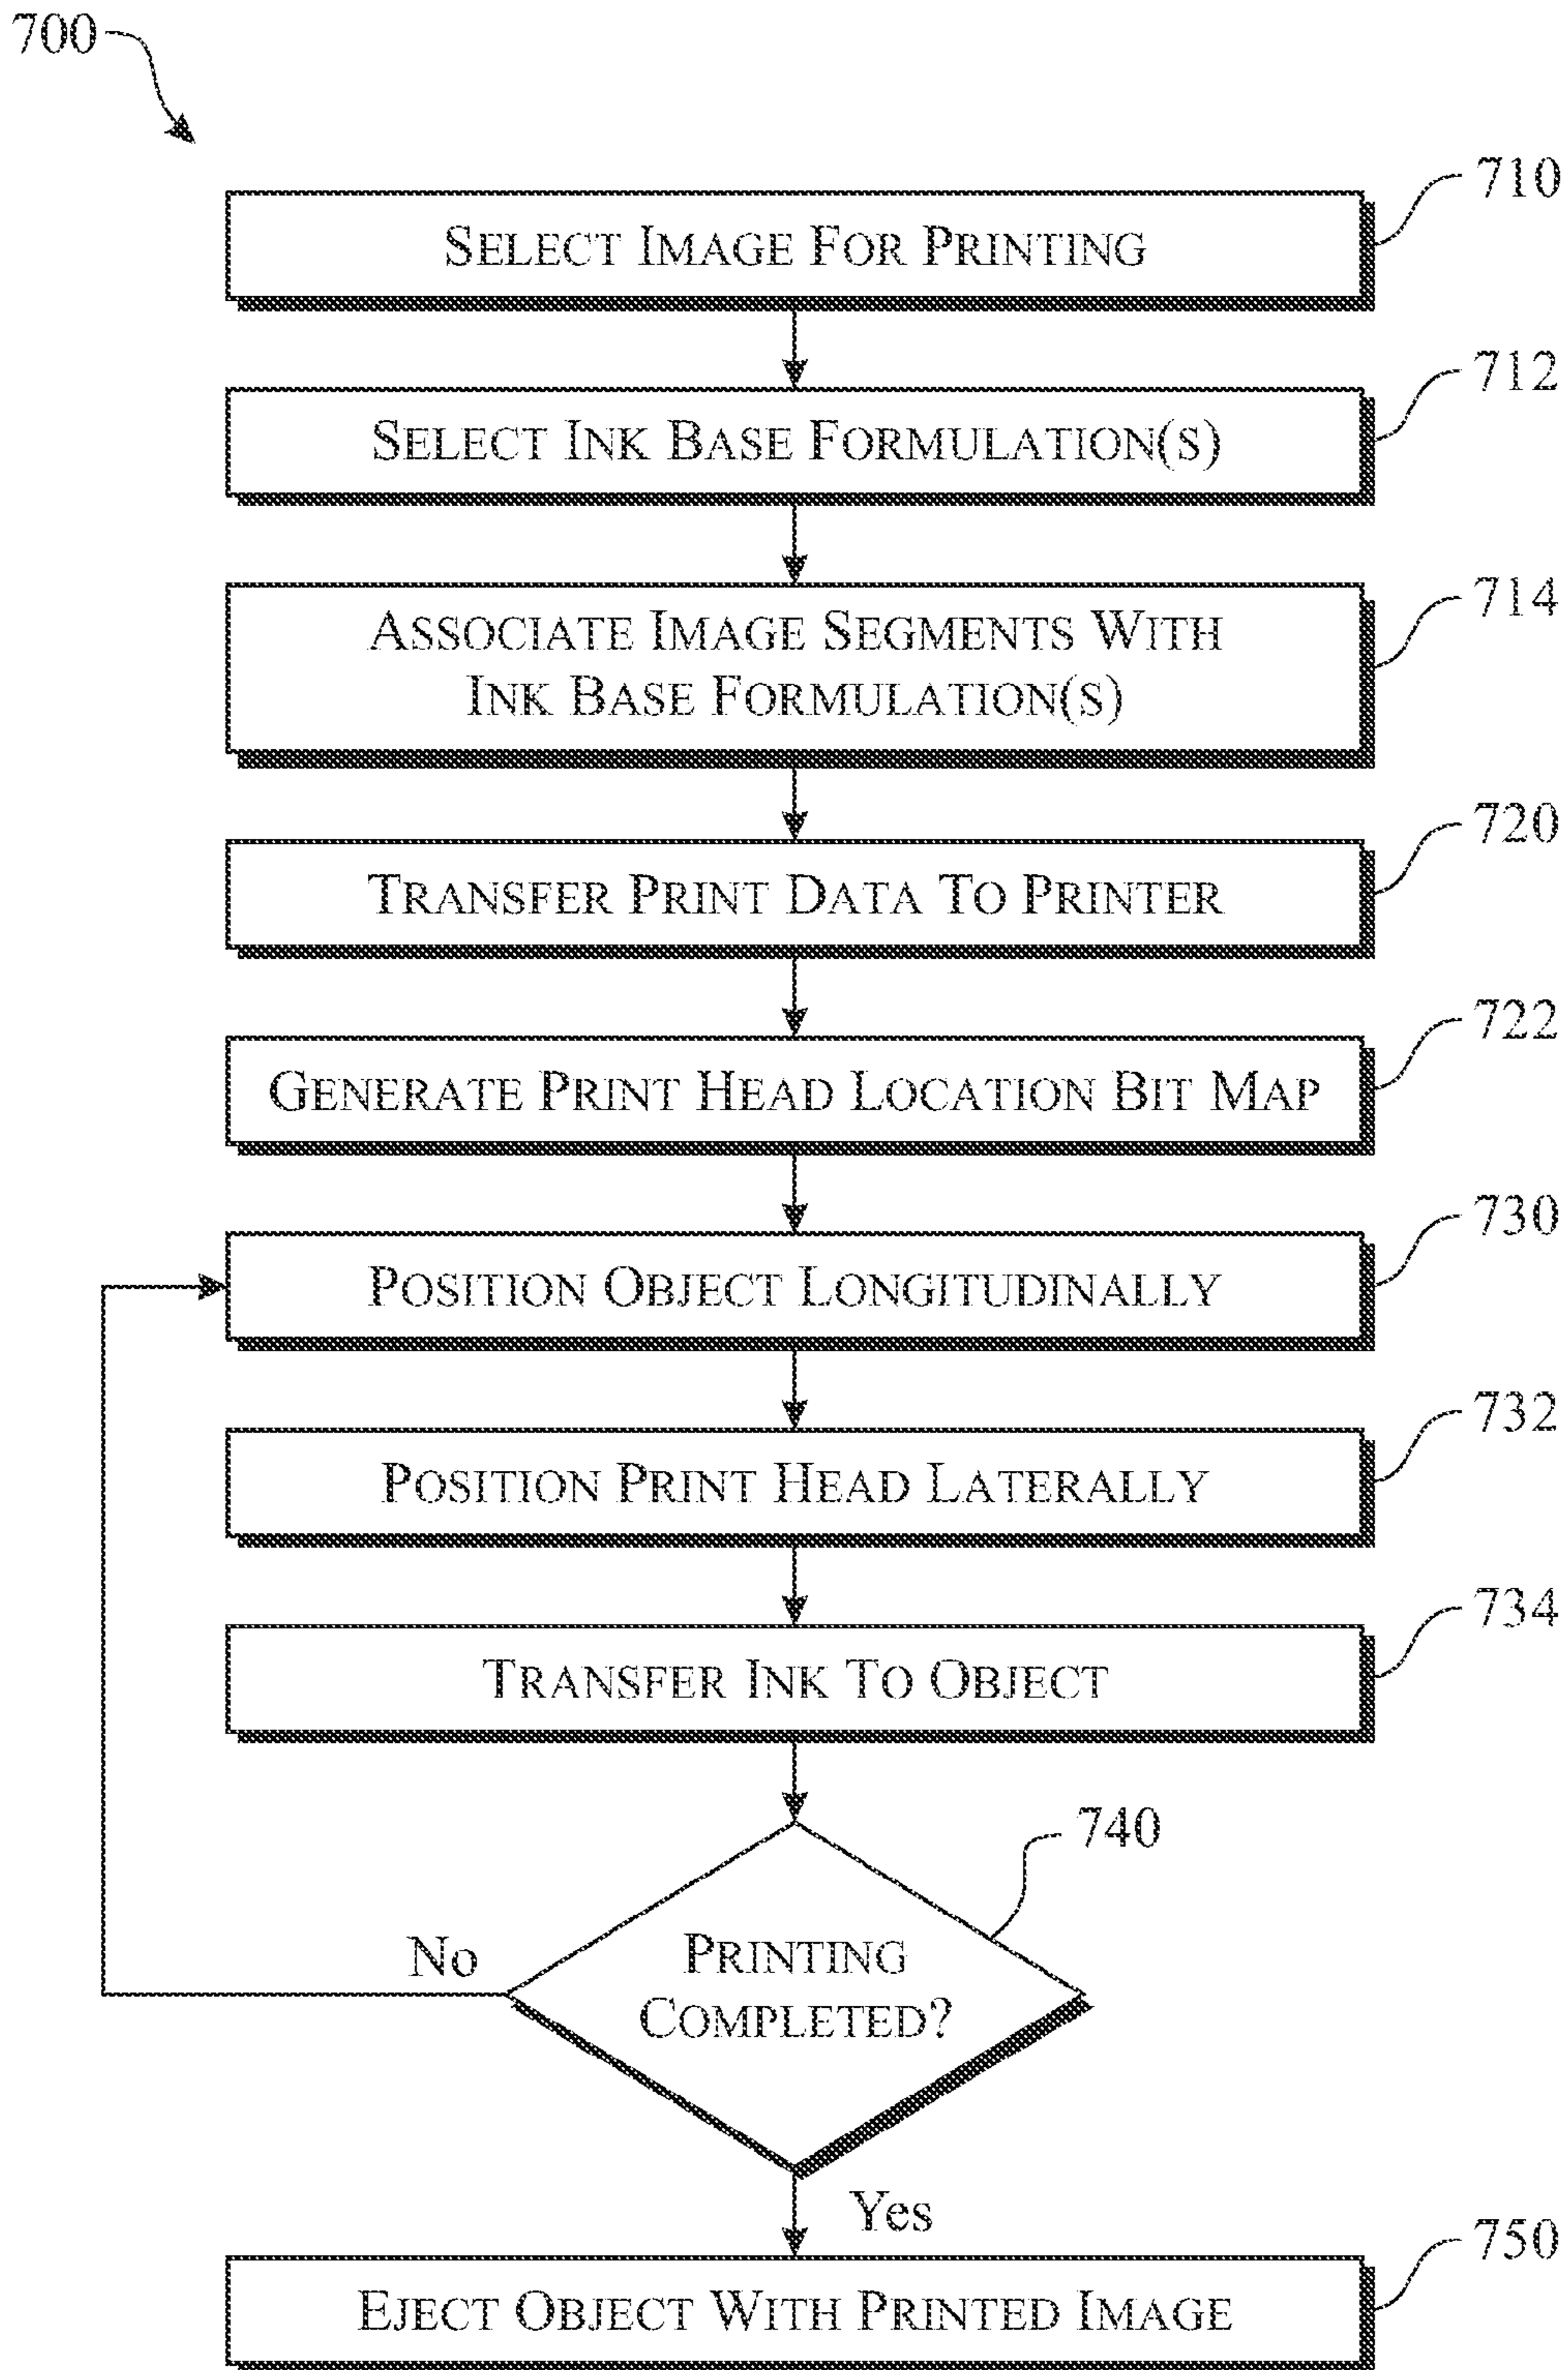 700
710
SELECT IMAGE FOR PRINTING
712
SELECT INK BASE FORMULATION(S)
714
ASSOCIATE IMAGE SEGMENTS WITH
INK BASE FORMULATION(S)
720
TRANSFER PRINT DATA TO PRINTER
722
GENERATE PRINT HEAD LOCATION BIT MAP
730
POSITION OBJECT LONGITUDINALLY
732
POSITION PRINT HEAD LATERALLY
734
TRANSFER INK TO OBJECT
740
No
PRINTING
COMPLETED?
Yes
750
EJECT OBJECT WITH PRINTED IMAGE